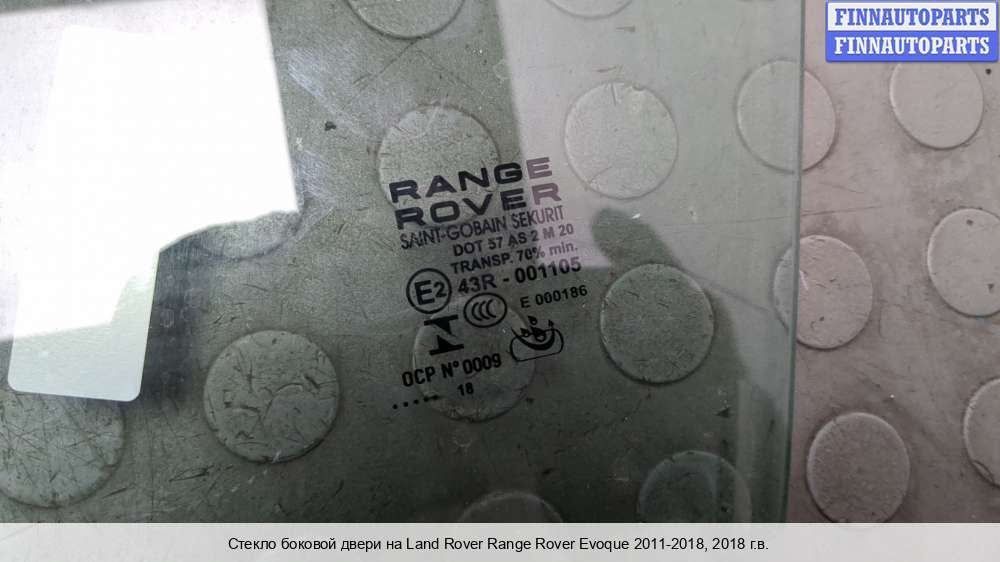 FINNAUTOPARTS
FINNAUTOPARTS
RANGE
ROVER
SAINT-GOBAIN SEKURIT
DOT 57 AS 2 M 20
TRANSP. 70% min.
E2 43R - 001105
CCC E 000186
OCP N° 0009
18
Стекло боковой двери на Land Rover Range Rover Evoque 2011-2018, 2018 г.в.